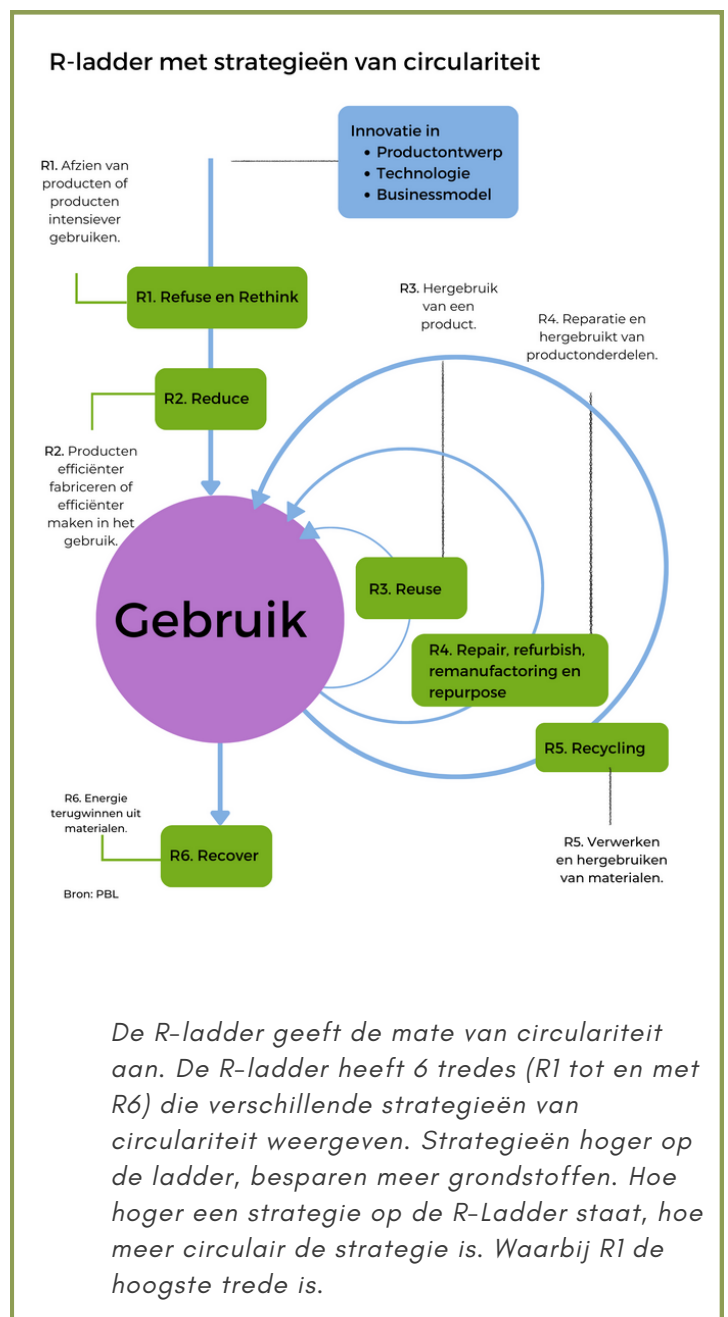 R-ladder met strategieën van circulariteit
Innovatie in
• Productontwerp
• Technologie
• Businessmodel
R1. Afzien van
producten of
producten
intensiever
gebruiken.
R1. Refuse en Rethink
R3. Hergebruik
van een
product.
R4. Reparatie en
hergebruikt van
productonderdelen.
R2. Reduce
R2. Producten
efficiënter
fabriceren of
efficiënter
maken in het
gebruik.
Gebruik
R3. Reuse
R4. Repair, refurbish,
remanufactoring en
repurpose
R5. Recycling
R6. Energie
terugwinnen uit
materialen.
R6. Recover
R5. Verwerken
en hergebruiken
van materialen.
Bron: PBL
De R-ladder geeft de mate van circulariteit
aan. De R-ladder heeft 6 tredes (R1 tot en met
R6) die verschillende strategieën van
circulariteit weergeven. Strategieën hoger op
de ladder, besparen meer grondstoffen. Hoe
hoger een strategie op de R-Ladder staat, hoe
meer circulair de strategie is. Waarbij R1 de
hoogste trede is.